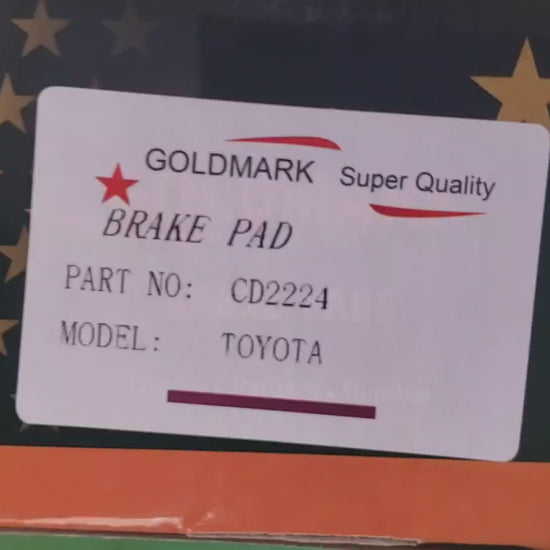 GOLDMARK Super Quality
BRAKE PAD
PART NO: CD2224
MODEL: TOYOTA